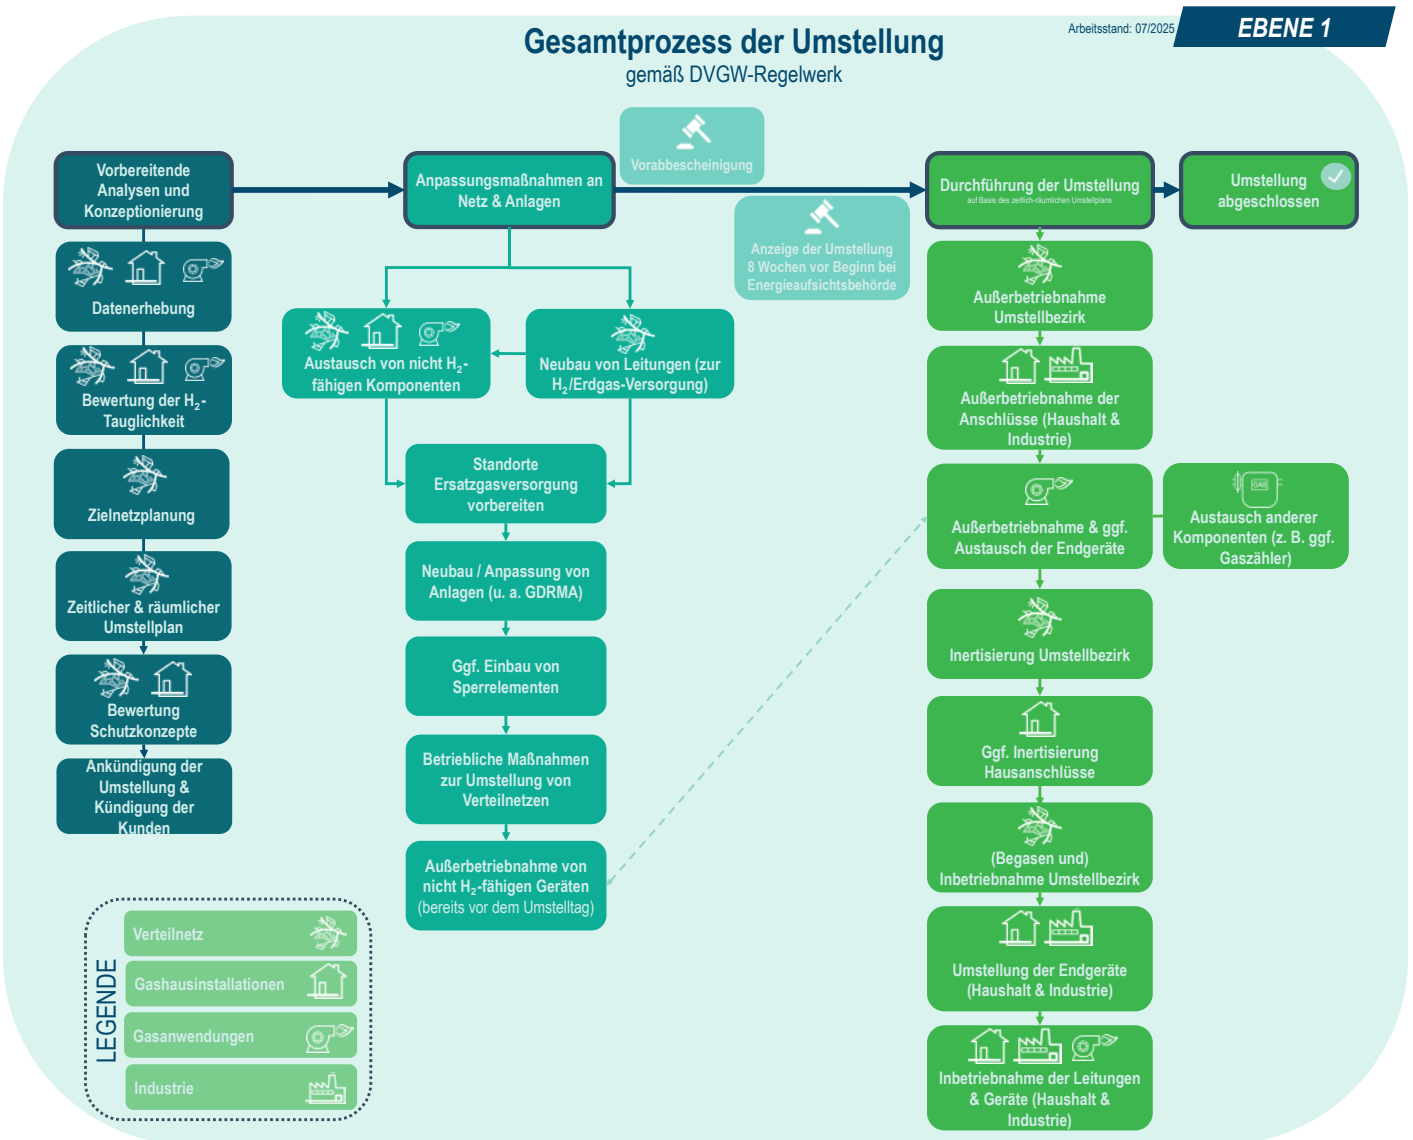 Gesamtprozess der Umstellung
gemäß DVGW-Regelwerk
Arbeitsstand: 07/2025
EBENE 1
Vorbereitende
Analysen und
Konzeptionierung
Datenerhebung
Bewertung der H₂-
Tauglichkeit
Zielnetzplanung
Zeitlicher & räumlicher
Umstellplan
Bewertung
Schutzkonzepte
Ankündigung der
Umstellung &
Kündigung der
Kunden
Anpassungsmaßnahmen an
Netz & Anlagen
Austausch von nicht H₂-
fähigen Komponenten
Neubau von Leitungen (zur
H₂/Erdgas-Versorgung)
Standorte
Ersatzgasversorgung
vorbereiten
Neubau / Anpassung von
Anlagen (u. a. GDRMA)
Ggf. Einbau von
Sperrelementen
Betriebliche Maßnahmen
zur Umstellung von
Verteilnetzen
Außerbetriebnahme von
nicht H₂-fähigen Geräten
(bereits vor dem Umstelltag)
Vorabbescheinigung
Anzeige der Umstellung
8 Wochen vor Beginn bei
Energieaufsichtsbehörde
Durchführung der Umstellung
auf Basis des zeitlich-räumlichen Umstellplans
Außerbetriebnahme
Umstellbezirk
Außerbetriebnahme der
Anschlüsse (Haushalt &
Industrie)
Außerbetriebnahme & ggf.
Austausch der Endgeräte
GAS
Austausch anderer
Komponenten (z. B. ggf.
Gaszähler)
Inertisierung Umstellbezirk
Ggf. Inertisierung
Hausanschlüsse
(Begasen und)
Inbetriebnahme Umstellbezirk
Umstellung der Endgeräte
(Haushalt & Industrie)
Inbetriebnahme der Leitungen
& Geräte (Haushalt &
Industrie)
Umstellung
abgeschlossen
LEGENDE
Verteilnetz
Gashausinstallationen
Gasanwendungen
Industrie